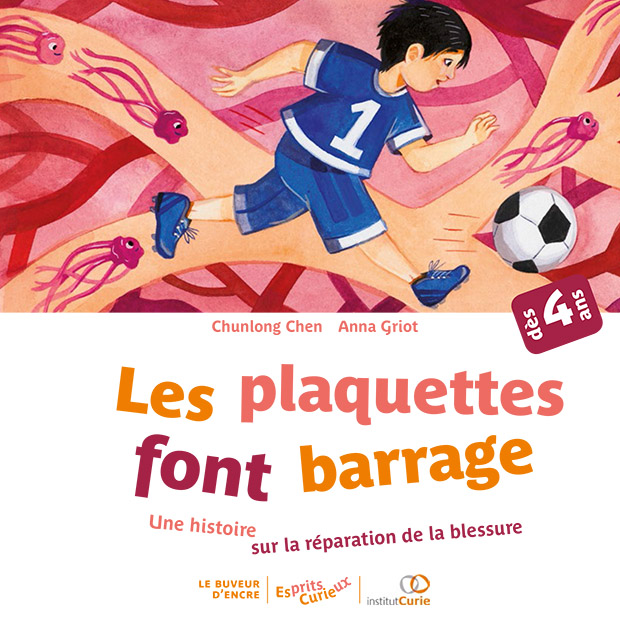 1
dès
4
ans
Chunlong Chen Anna Griot
Les plaquettes
font barrage
Une histoire
sur la réparation de la blessure
LE BUVEUR
D'ENCRE
Esprits
Curieux
institutCurie